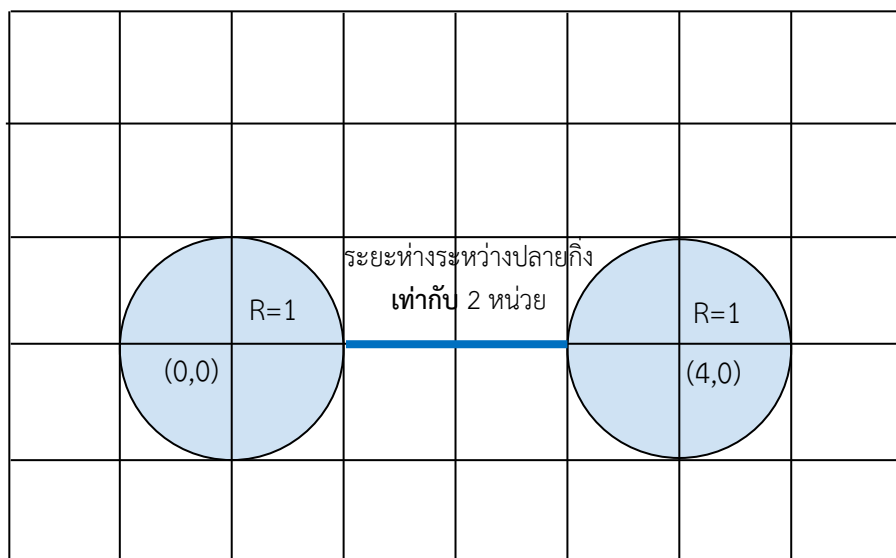 ระยะห่างระหว่างปลายกิ่ง
เท่ากับ 2 หน่วย
R=1
R=1
(0,0)
(4,0)